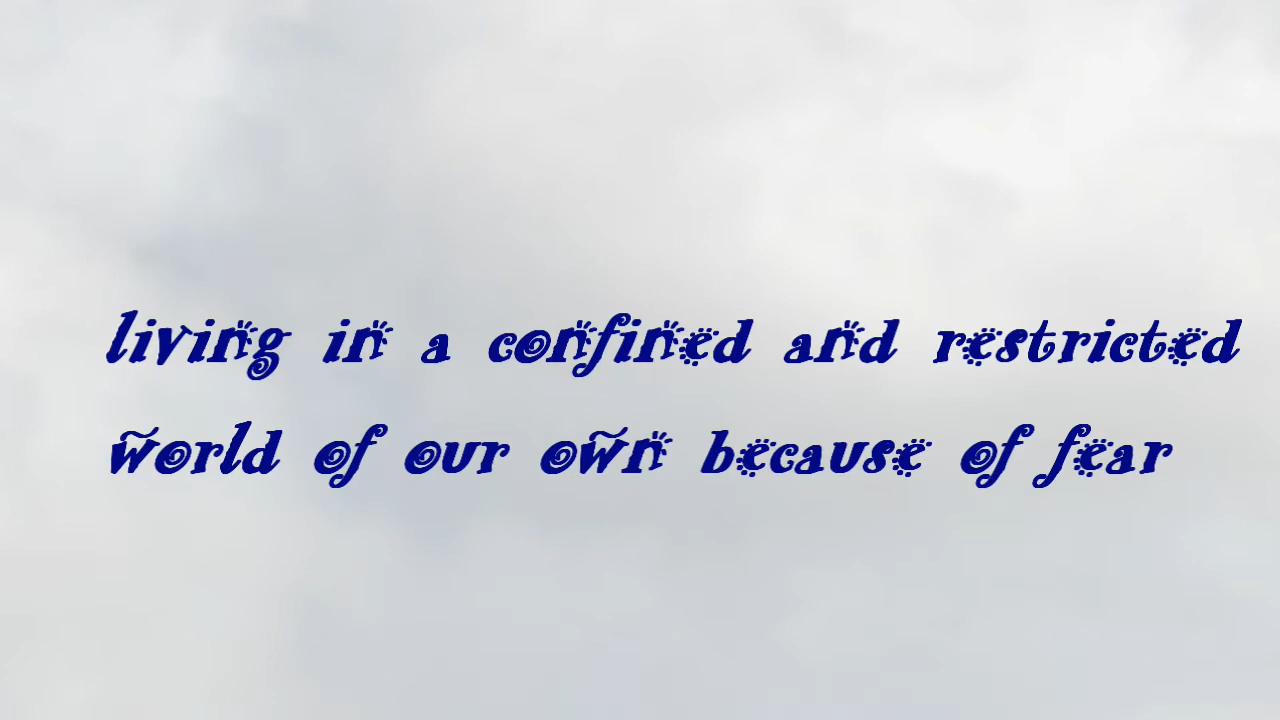 living in a confined and restricted
world of our own because of fear